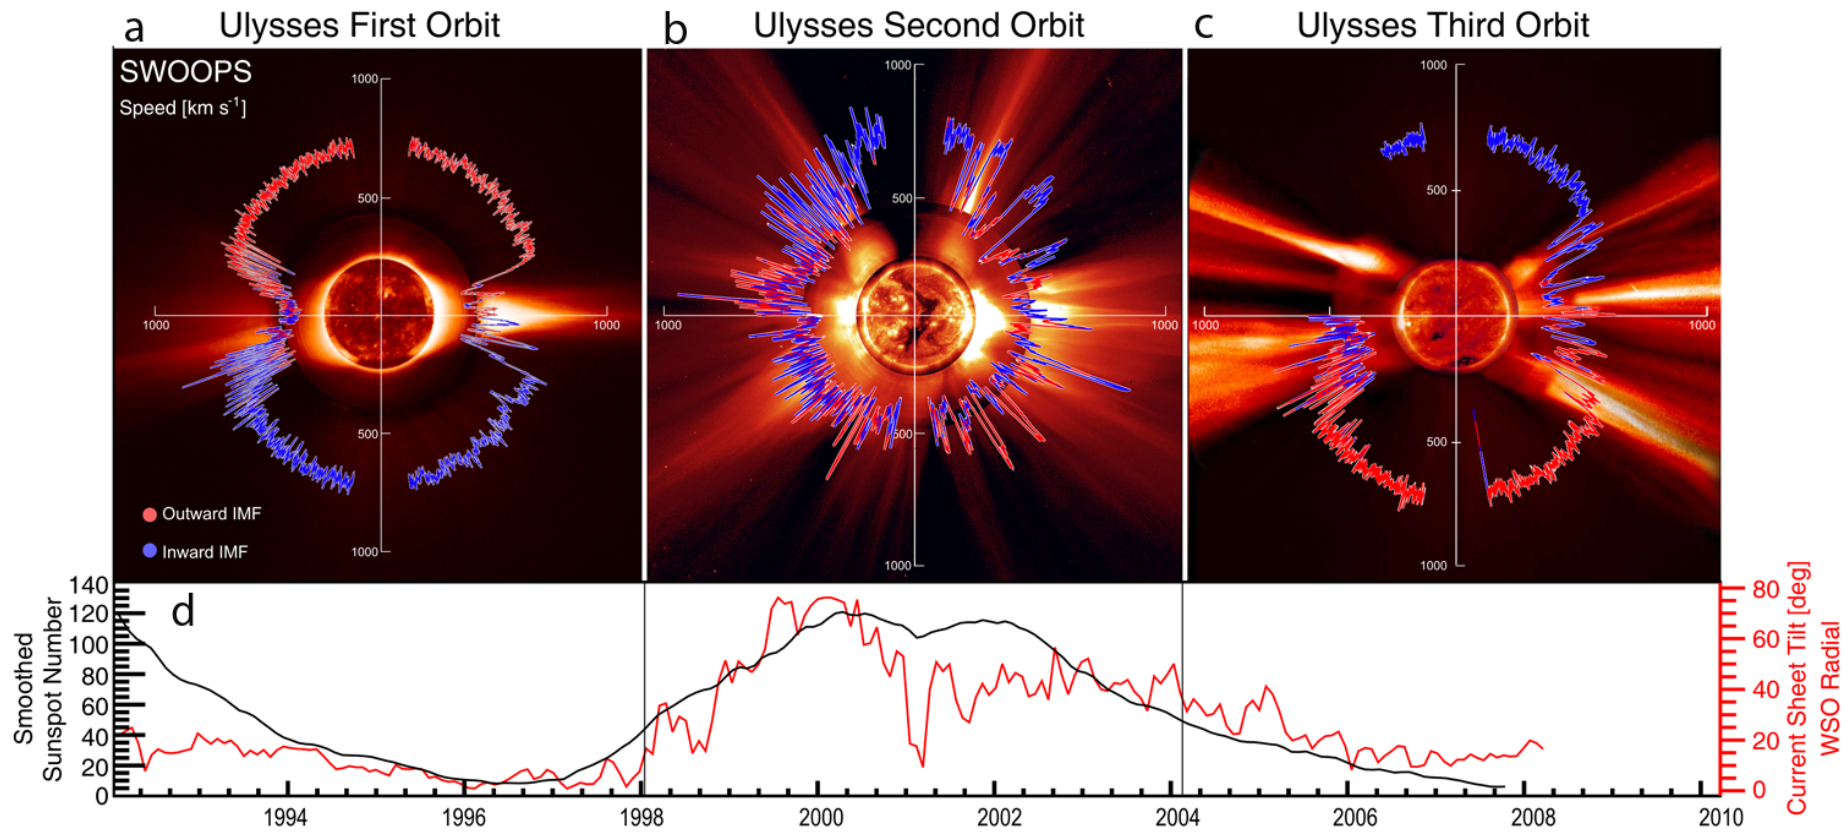 a Ulysses First Orbit
b Ulysses Second Orbit
c Ulysses Third Orbit
SWOOPS
Speed [km s-1]
1000
500
1000
1000
500
1000
Outward IMF
Inward IMF
1000
500
1000
1000
500
1000
1000
500
1000
1000
500
1000
d
Smoothed
Sunspot Number
140
120
100
80
60
40
20
0
80
60
40
20
0
Current Sheet Tilt [deg]
WSO Radial
1994 1996 1998 2000 2002 2004 2006 2008 2010